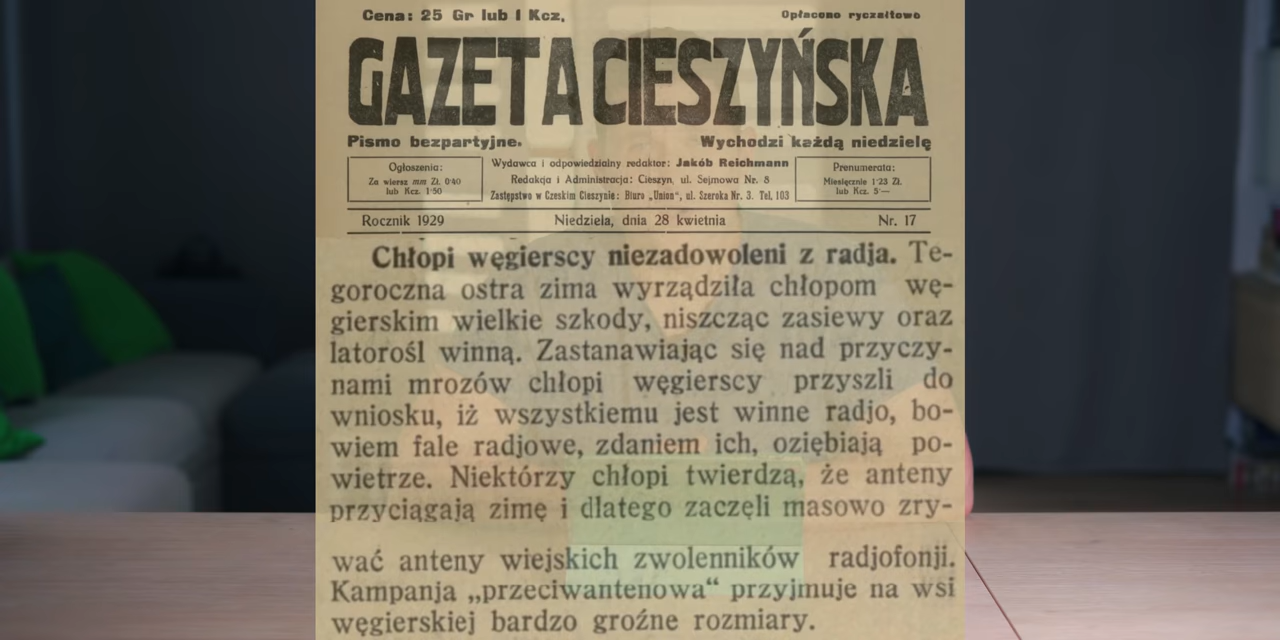 Cena: 25 Gr lub 1 Kcz,
Opłacono ryczałtowo
GAZETA CIESZYŃSKA
Pismo bezpartyjne.
Wychodzi każdą niedzielę
Ogłoszenia:
Za wiersz mm Zł. 0·40
lub Kcz. 1·50
Wydawca i odpowiedzialny redaktor: Jakób Reichmann
Redakcja i Administracja: Cieszyn, ul. Sejmowa Nr. 8
Zastępstwo w Czeskim Cieszynie: Biuro „Union", ul. Szeroka Nr. 3. Tel. 103
Prenumerata:
Miesięcznie 1·23 Zł.
lub Kcz. 5·—
Rocznik 1929
Niedziela, dnia 28 kwietnia
Nr. 17
Chłopi węgierscy niezadowoleni z radja. Te-
goroczna ostra zima wyrządziła chłopom wę-
gierskim wielkie szkody, niszcząc zasiewy oraz
latorośl winną. Zastanawiając się nad przyczy-
nami mrozów chłopi węgierscy przyszli do
wniosku, iż wszystkiemu jest winne radjo, bo-
wiem fale radjowe, zdaniem ich, oziębiają po-
wietrze. Niektórzy chłopi twierdzą, że anteny
przyciągają zimę i dlatego zaczęli masowo zry-
wać anteny wiejskich zwolenników radjofonji.
Kampanja „przeciwantenowa“ przyjmuje na wsi
węgierskiej bardzo groźne rozmiary.